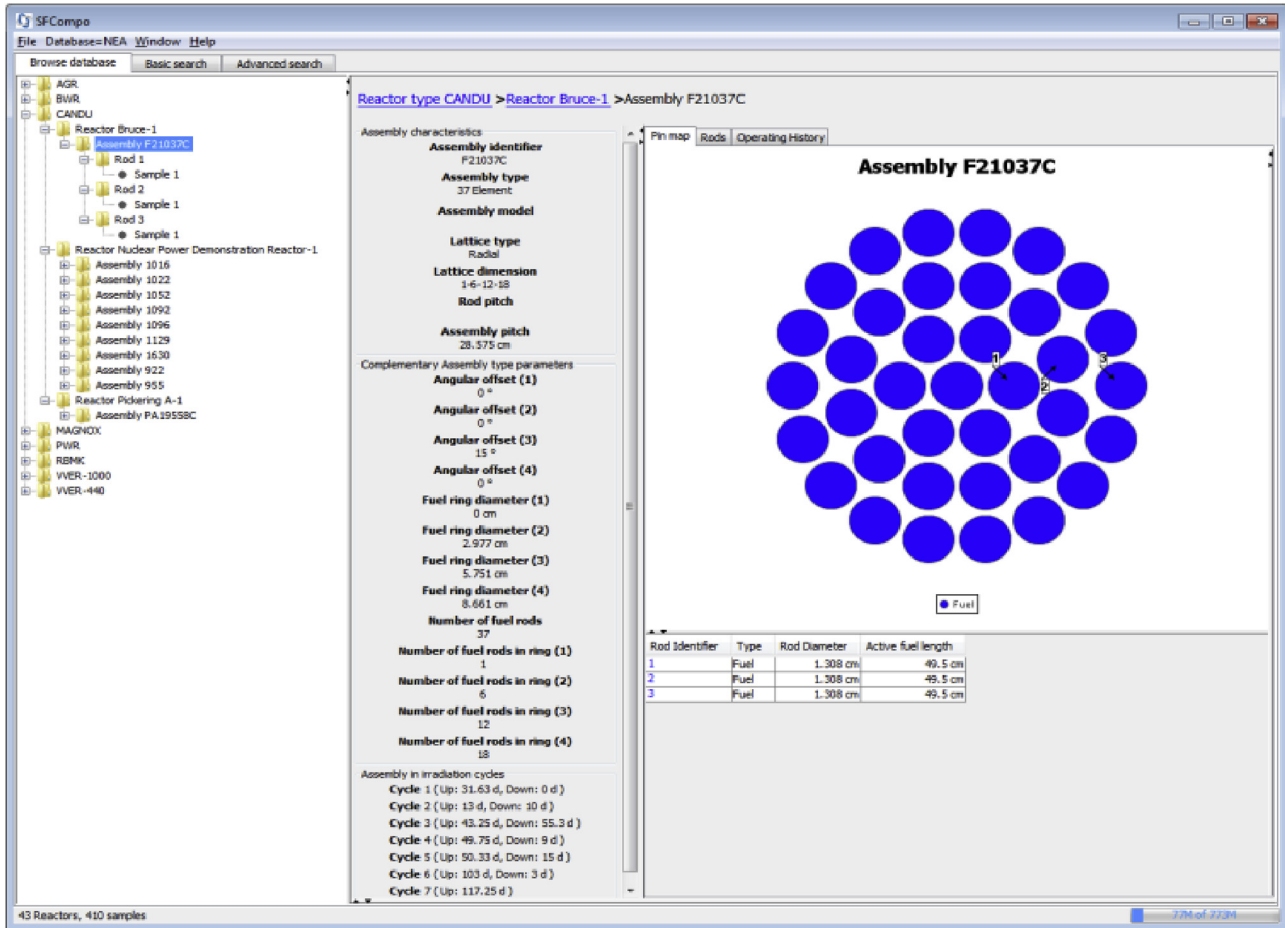 SFCompo
File Database=NEA Window Help
Browse database Basic search Advanced search
AGR
BWR
CANDU
Reactor Bruce-1
Assembly F21037C
Rod 1
Sample 1
Rod 2
Sample 1
Rod 3
Sample 1
Reactor Nuclear Power Demonstration Reactor-1
Assembly 1016
Assembly 1022
Assembly 1052
Assembly 1092
Assembly 1096
Assembly 1129
Assembly 1630
Assembly 922
Assembly 955
Reactor Pickering A-1
Assembly PA19558C
MAGNOX
PWR
RBMK
VVER-1000
VVER-440
Reactor type CANDU >Reactor Bruce-1 >Assembly F21037C
Assembly characteristics
Assembly identifier
F21037C
Assembly type
37 Element
Assembly model
Lattice type
Radial
Lattice dimension
1-6-12-18
Rod pitch
Assembly pitch
28.575 cm
Complementary Assembly type parameters
Angular offset (1)
0 °
Angular offset (2)
0 °
Angular offset (3)
15 °
Angular offset (4)
0 °
Fuel ring diameter (1)
0 cm
Fuel ring diameter (2)
2.977 cm
Fuel ring diameter (3)
5.751 cm
Fuel ring diameter (4)
8.661 cm
Number of fuel rods
37
Number of fuel rods in ring (1)
1
Number of fuel rods in ring (2)
6
Number of fuel rods in ring (3)
12
Number of fuel rods in ring (4)
18
Assembly in irradiation cycles
Cycle 1 (Up: 31.63 d, Down: 0 d)
Cycle 2 (Up: 13 d, Down: 10 d)
Cycle 3 (Up: 43.25 d, Down: 55.3 d)
Cycle 4 (Up: 49.75 d, Down: 9 d)
Cycle 5 (Up: 50.33 d, Down: 15 d)
Cycle 6 (Up: 103 d, Down: 3 d)
Cycle 7 (Up: 117.25 d)
Pin map Rods Operating History
Assembly F21037C
1
2
3
Fuel
Rod Identifier Type Rod Diameter Active fuel length
1 Fuel 1.308 cm 49.5 cm
2 Fuel 1.308 cm 49.5 cm
3 Fuel 1.308 cm 49.5 cm
43 Reactors, 410 samples
77M of 773M